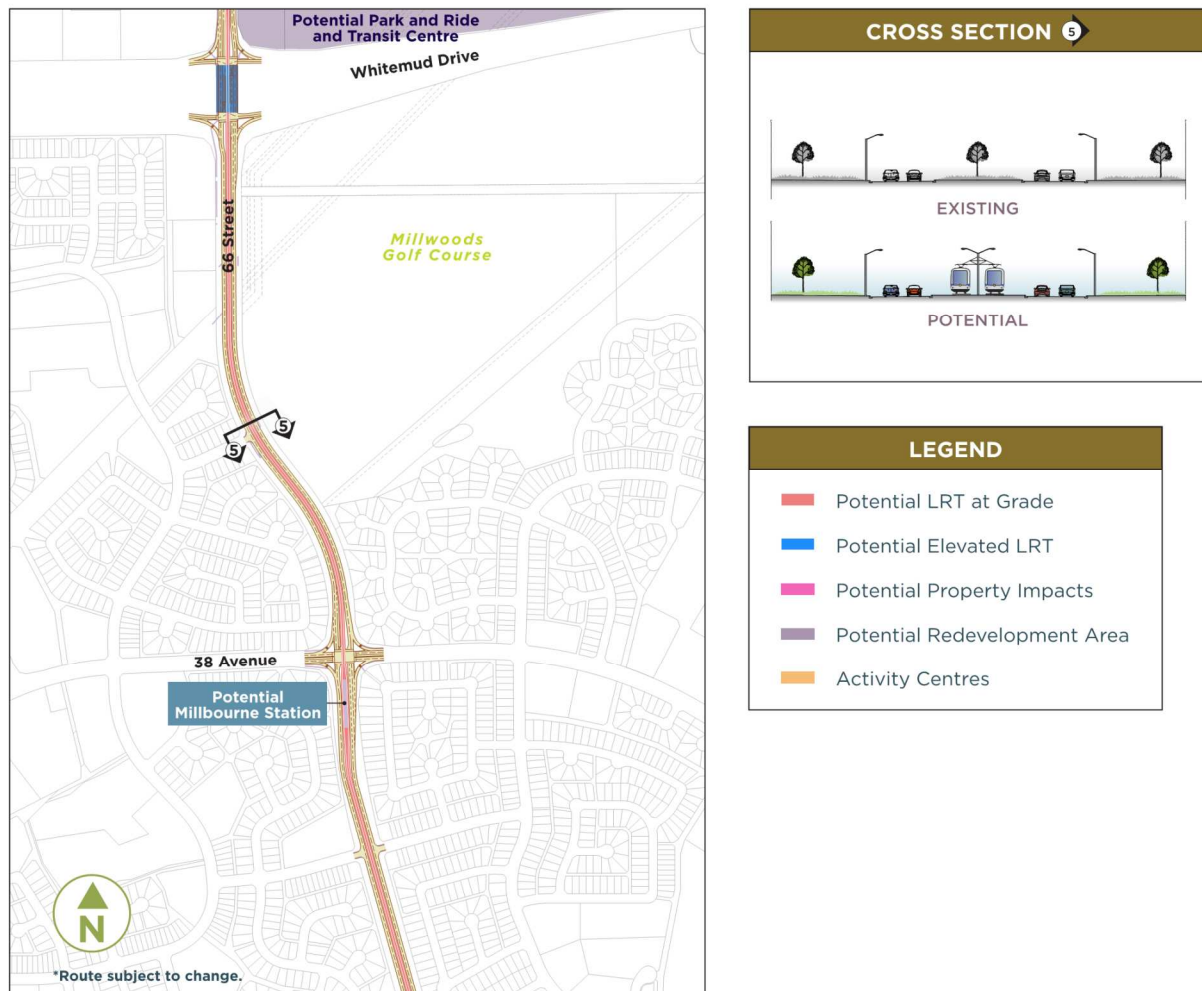 Potential Park and Ride
and Transit Centre
Whitemud Drive
66 Street
Millwoods
Golf Course
5
5
38 Avenue
Potential
Millbourne Station
N
*Route subject to change.
CROSS SECTION 5
EXISTING
POTENTIAL
LEGEND
Potential LRT at Grade
Potential Elevated LRT
Potential Property Impacts
Potential Redevelopment Area
Activity Centres